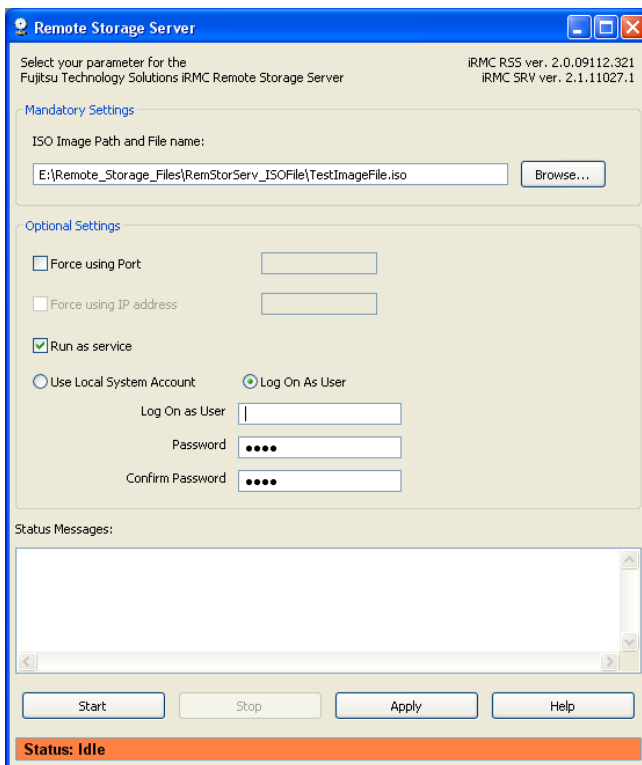 Remote Storage Server
Select your parameter for the
Fujitsu Technology Solutions iRMC Remote Storage Server
iRMC RSS ver. 2.0.09112.321
iRMC SRV ver. 2.1.11027.1
Mandatory Settings
ISO Image Path and File name:
E:\Remote_Storage_Files\RemStorServ_ISOFile\TestImageFile.iso
Browse...
Optional Settings
Force using Port
Force using IP address
Run as service
Use Local System Account
Log On As User
Log On as User
Password
••••
Confirm Password
••••
Status Messages:
Start
Stop
Apply
Help
Status: Idle